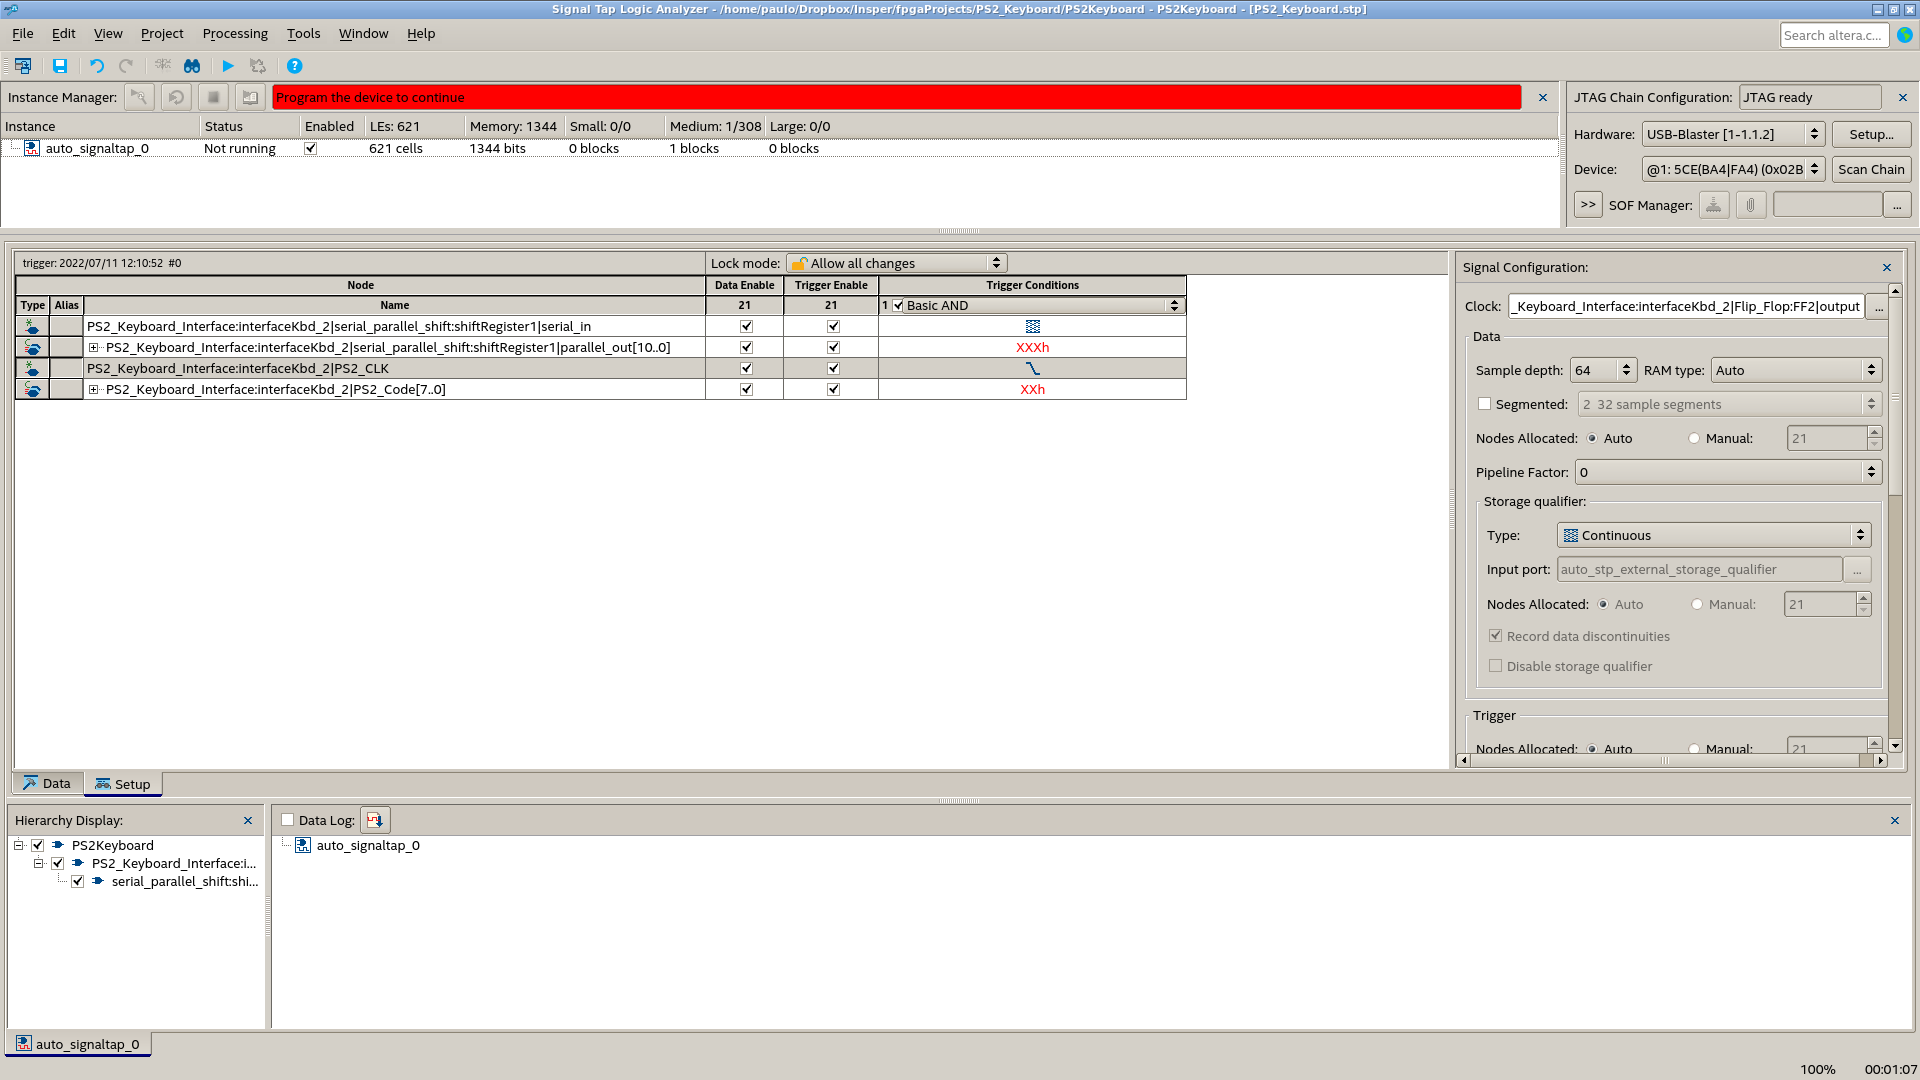 Signal Tap Logic Analyzer - /home/paulo/Dropbox/Insper/fpgaProjects/PS2_Keyboard/PS2Keyboard - PS2Keyboard - [PS2_Keyboard.stp]
File Edit View Project Processing Tools Window Help
Search altera.c...
Instance Manager: Program the device to continue
Instance Status Enabled LEs: 621 Memory: 1344 Small: 0/0 Medium: 1/308 Large: 0/0
auto_signaltap_0 Not running 621 cells 1344 bits 0 blocks 1 blocks 0 blocks
JTAG Chain Configuration: JTAG ready
Hardware: USB-Blaster [1-1.1.2] Setup...
Device: @1: 5CE(BA4|FA4) (0x02B Scan Chain
>> SOF Manager: ...
trigger: 2022/07/11 12:10:52 #0 Lock mode: Allow all changes
Node Data Enable Trigger Enable Trigger Conditions
Type Alias Name 21 21 1 Basic AND
PS2_Keyboard_Interface:interfaceKbd_2|serial_parallel_shift:shiftRegister1|serial_in
PS2_Keyboard_Interface:interfaceKbd_2|serial_parallel_shift:shiftRegister1|parallel_out[10..0] XXXh
PS2_Keyboard_Interface:interfaceKbd_2|PS2_CLK
PS2_Keyboard_Interface:interfaceKbd_2|PS2_Code[7..0] XXh
Signal Configuration:
Clock: _Keyboard_Interface:interfaceKbd_2|Flip_Flop:FF2|output ...
Data
Sample depth: 64 RAM type: Auto
Segmented: 2 32 sample segments
Nodes Allocated: Auto Manual: 21
Pipeline Factor: 0
Storage qualifier:
Type: Continuous
Input port: auto_stp_external_storage_qualifier ...
Nodes Allocated: Auto Manual: 21
Record data discontinuities
Disable storage qualifier
Trigger
Nodes Allocated: Auto Manual: 21
Data Setup
Hierarchy Display:
PS2Keyboard
PS2_Keyboard_Interface:i...
serial_parallel_shift:shi...
Data Log:
auto_signaltap_0
auto_signaltap_0
100% 00:01:07